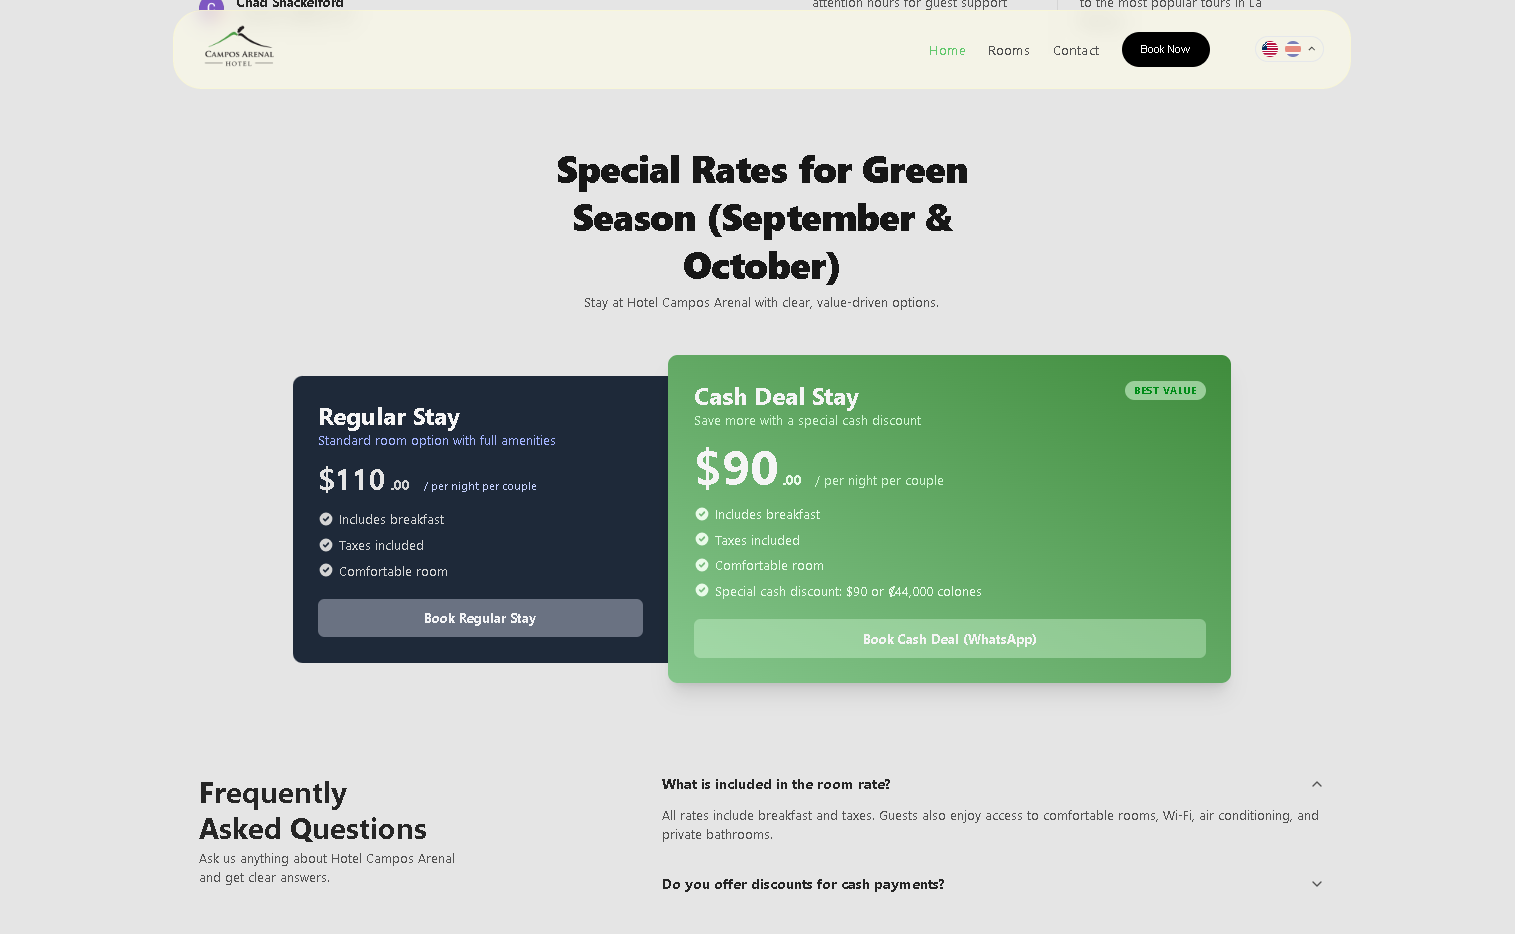 Chad Shackelford
attention hours for guest support
to the most popular tours in La
CAMPOS ARENAL
HOTEL
Home
Rooms
Contact
Book Now
Special Rates for Green
Season (September &
October)
Stay at Hotel Campos Arenal with clear, value-driven options.
Regular Stay
Standard room option with full amenities
$110 .00 / per night per couple
Includes breakfast
Taxes included
Comfortable room
Book Regular Stay
Cash Deal Stay
BEST VALUE
Save more with a special cash discount
$90 .00 / per night per couple
Includes breakfast
Taxes included
Comfortable room
Special cash discount: $90 or ₡44,000 colones
Book Cash Deal (WhatsApp)
Frequently
Asked Questions
Ask us anything about Hotel Campos Arenal
and get clear answers.
What is included in the room rate?
All rates include breakfast and taxes. Guests also enjoy access to comfortable rooms, Wi-Fi, air conditioning, and
private bathrooms.
Do you offer discounts for cash payments?